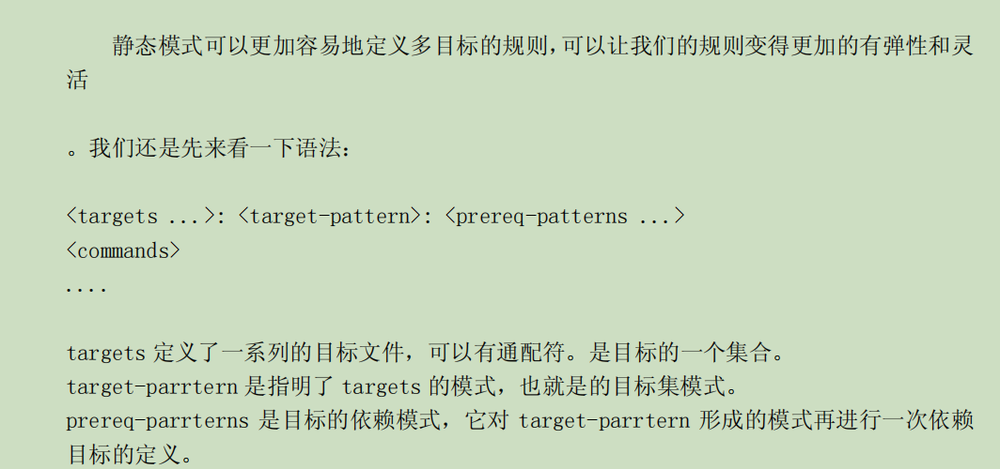 静态模式可以更加容易地定义多目标的规则，可以让我们的规则变得更加的有弹性和灵
活
。我们还是先来看一下语法：
<targets ...>: <target-pattern>: <prereq-patterns ...>
<commands>
....
targets 定义了一系列的目标文件，可以有通配符。是目标的一个集合。
target-parrtern 是指明了 targets 的模式，也就是的目标集模式。
prereq-parrterns 是目标的依赖模式，它对 target-parrtern 形成的模式再进行一次依赖
目标的定义。